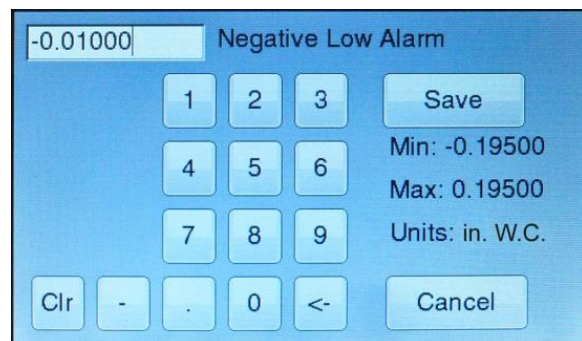 -0.01000 Negative Low Alarm
1 2 3 Save
Min: -0.19500
4 5 6
Max: 0.19500
7 8 9 Units: in. W.C.
Clr - . 0 <- Cancel